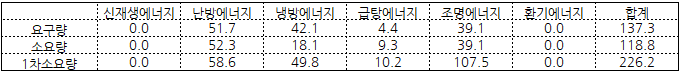 신재생에너지 난방에너지 냉방에너지 급탕에너지 조명에너지 환기에너지 합계
요구량 0.0 51.7 42.1 4.4 39.1 0.0 137.3
소요량 0.0 52.3 18.1 9.3 39.1 0.0 118.8
1차소요량 0.0 58.6 49.8 10.2 107.5 0.0 226.2